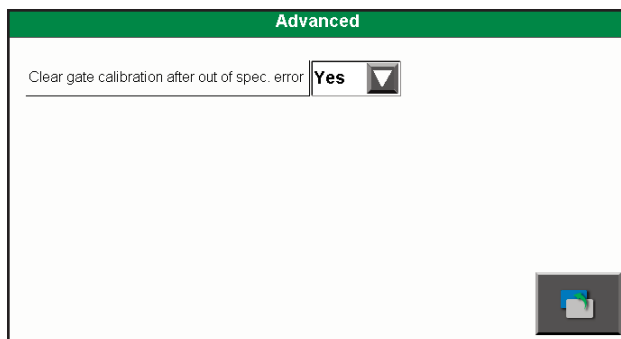 Advanced
Clear gate calibration after out of spec. error Yes